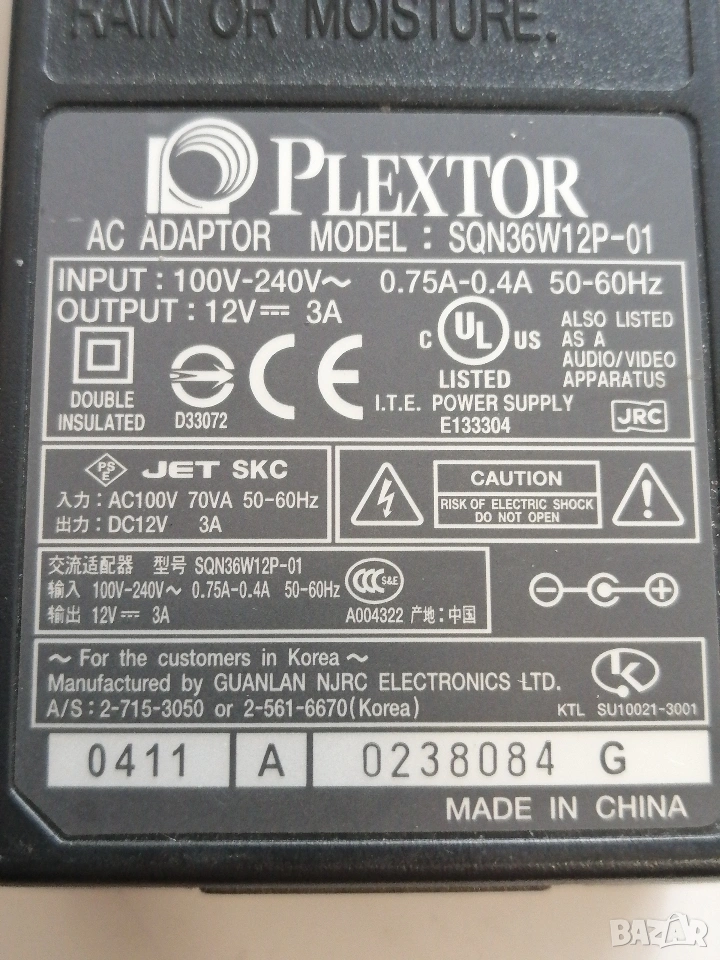 RAIN OR MOISTURE.
PLEXTOR
AC ADAPTOR MODEL : SQN36W12P-01
INPUT : 100V-240V~ 0.75A-0.4A 50-60Hz
OUTPUT : 12V⎓ 3A
DOUBLE
INSULATED
D33072
CE
C UL US
LISTED
I.T.E. POWER SUPPLY
E133304
ALSO LISTED
AS A
AUDIO/VIDEO
APPARATUS
JRC
PS
E
JET SKC
入力 : AC100V 70VA 50-60Hz
出力 : DC12V 3A
CAUTION
RISK OF ELECTRIC SHOCK
DO NOT OPEN
交流适配器 型号 SQN36W12P-01
输入 100V-240V~ 0.75A-0.4A 50-60Hz
输出 12V⎓ 3A
CCC S&E
A004322 产地:中国
~ For the customers in Korea ~
Manufactured by GUANLAN NJRC ELECTRONICS LTD.
A/S : 2-715-3050 or 2-561-6670(Korea)
KTL SU10021-3001
0411 A 0238084 G
MADE IN CHINA
BAZAR